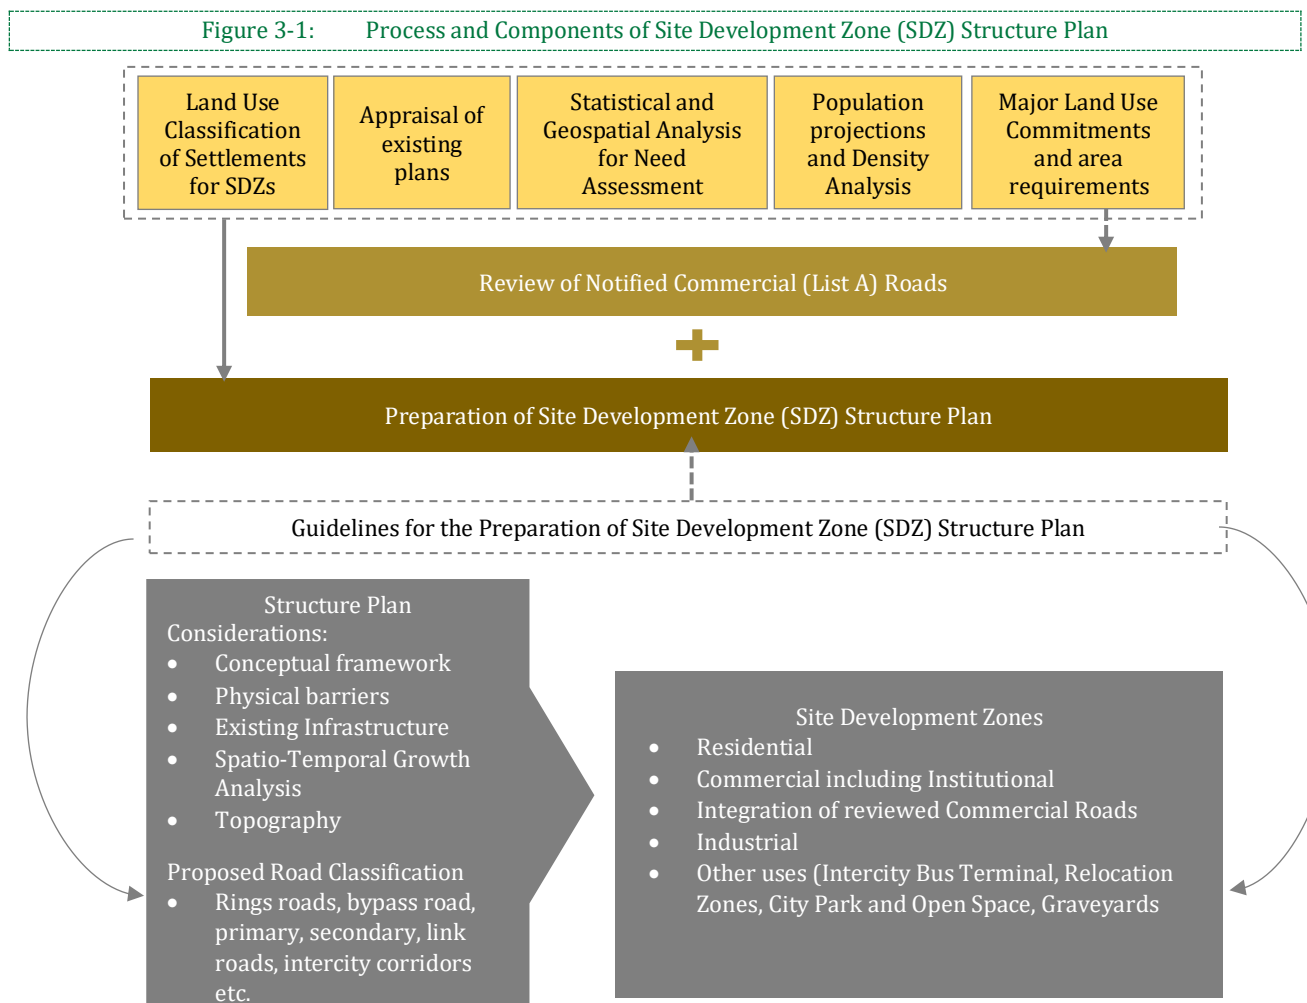 Figure 3-1: Process and Components of Site Development Zone (SDZ) Structure Plan
Land Use
Classification
of Settlements
for SDZs
Appraisal of
existing
plans
Statistical and
Geospatial Analysis
for Need
Assessment
Population
projections
and Density
Analysis
Major Land Use
Commitments
and area
requirements
Review of Notified Commercial (List A) Roads
Preparation of Site Development Zone (SDZ) Structure Plan
Guidelines for the Preparation of Site Development Zone (SDZ) Structure Plan
Structure Plan
Considerations:
• Conceptual framework
• Physical barriers
• Existing Infrastructure
• Spatio-Temporal Growth
Analysis
• Topography
Proposed Road Classification
• Rings roads, bypass road,
primary, secondary, link
roads, intercity corridors
etc.
Site Development Zones
• Residential
• Commercial including Institutional
• Integration of reviewed Commercial Roads
• Industrial
• Other uses (Intercity Bus Terminal, Relocation
Zones, City Park and Open Space, Graveyards